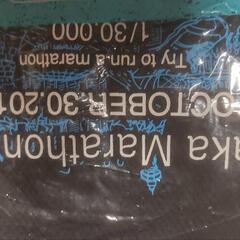 aka Marathon
OCTOBER.30.201
Try to run a marathon
1/30.000